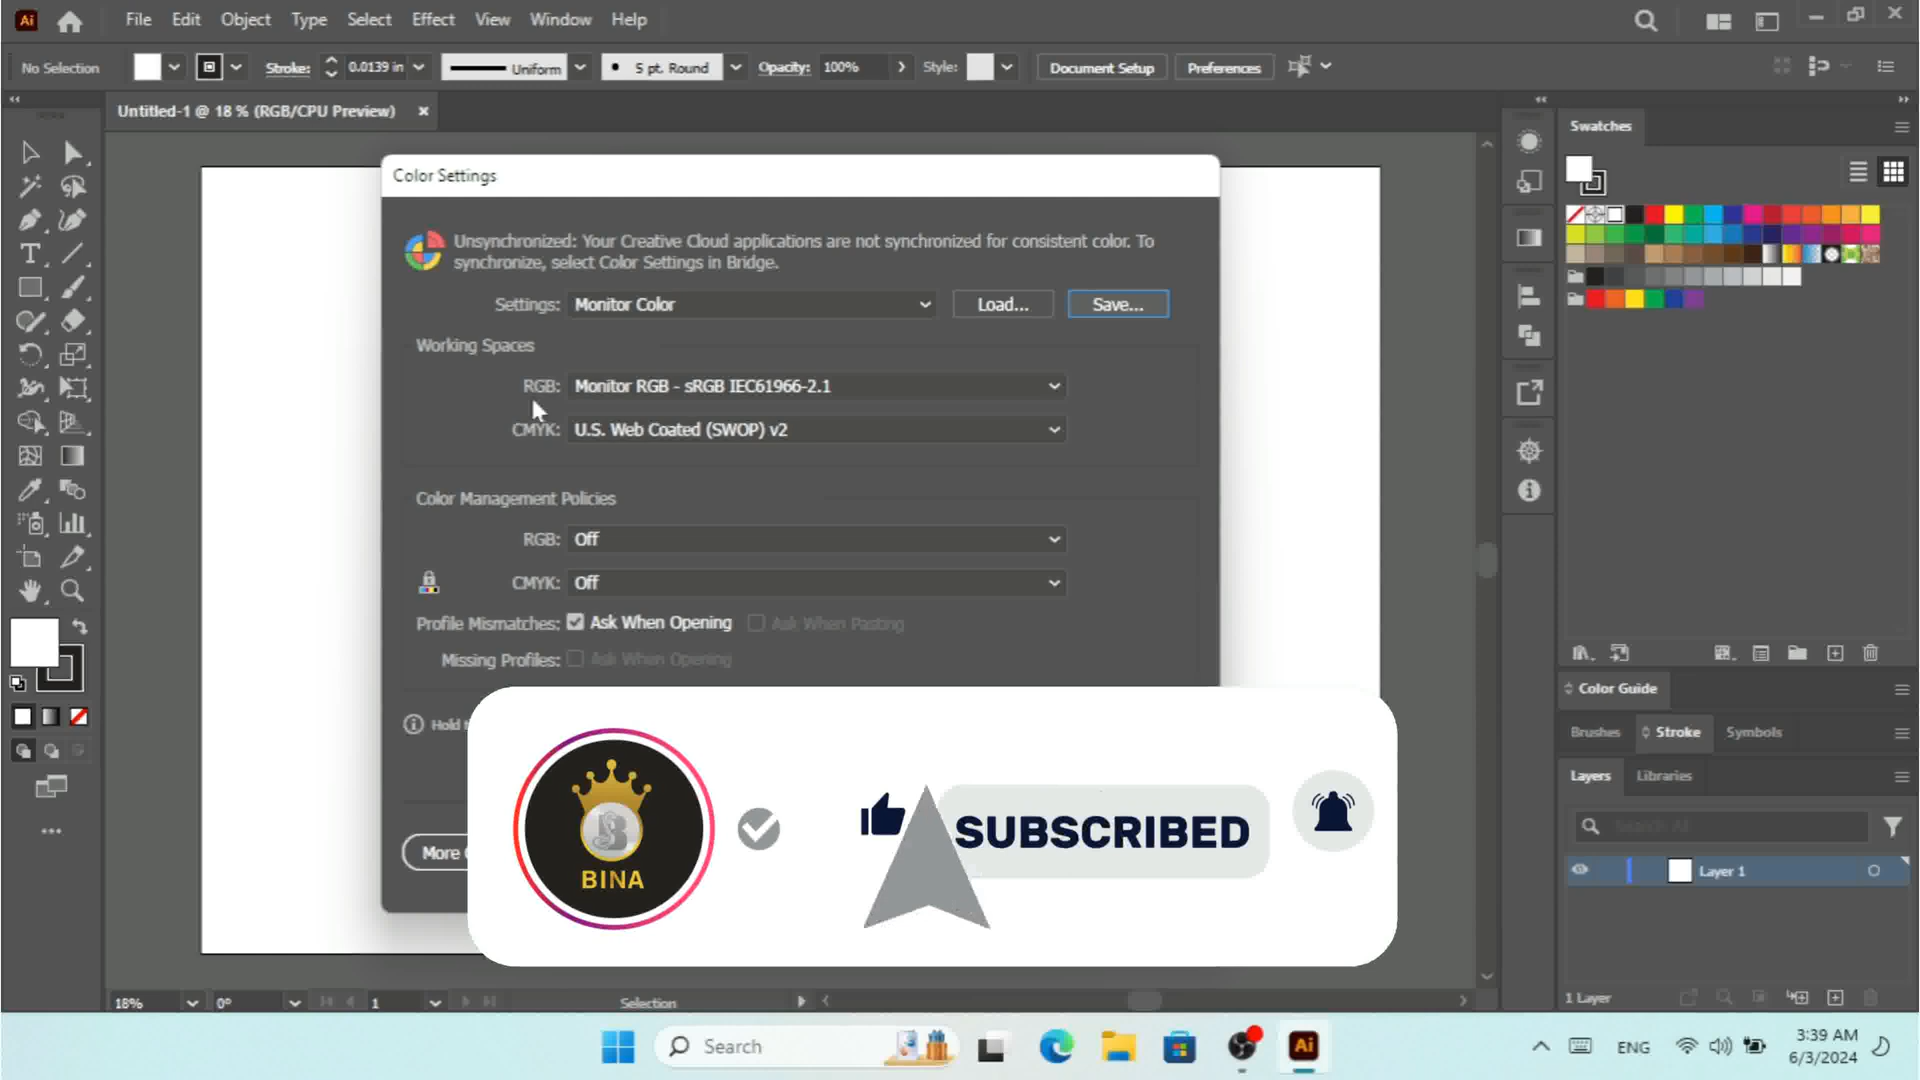 File Edit Object Type Select Effect View Window Help
No Selection Stroke: 0.0139 in Uniform 5 pt. Round Opacity: 100% Style: Document Setup Preferences
Untitled-1 @ 18 % (RGB/CPU Preview)
Swatches
Color Settings
Unsynchronized: Your Creative Cloud applications are not synchronized for consistent color. To
synchronize, select Color Settings in Bridge.
Settings: Monitor Color Load... Save...
Working Spaces
RGB: Monitor RGB - sRGB IEC61966-2.1
CMYK: U.S. Web Coated (SWOP) v2
Color Management Policies
RGB: Off
CMYK: Off
Profile Mismatches: Ask When Opening Ask When Pasting
Missing Profiles: Ask When Opening
Hold
More
BINA
SUBSCRIBED
Color Guide
Brushes Stroke Symbols
Layers Libraries
Search All
Layer 1
1 Layer
18% 0° 1 Selection
Search
Ai
ENG
3:39 AM
6/3/2024